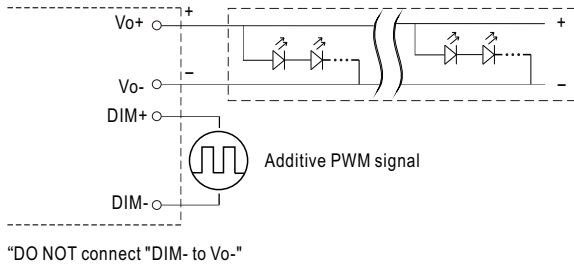 Vo+
+
+
Vo-
–
–
DIM+
Additive PWM signal
DIM-
“DO NOT connect "DIM- to Vo-"